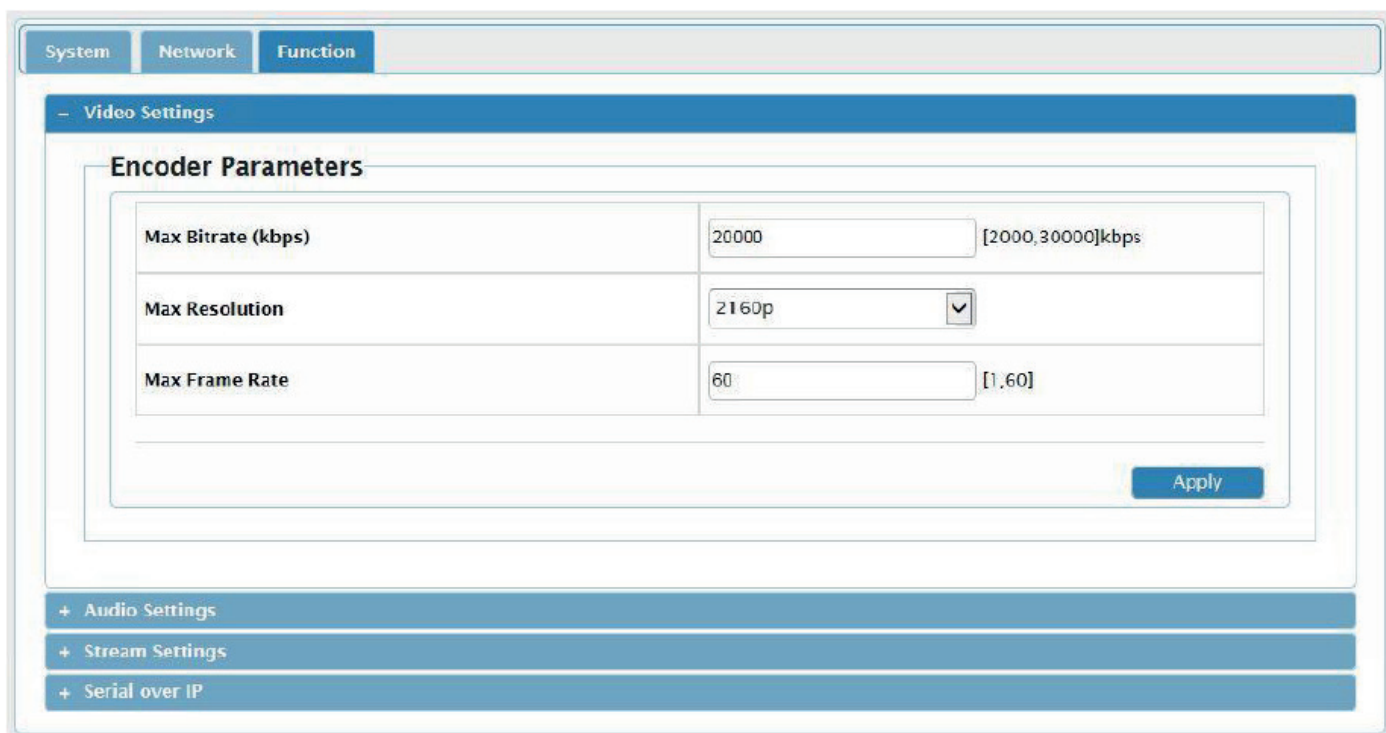 System Network Function
– Video Settings
Encoder Parameters
Max Bitrate (kbps) 20000 [2000,30000]kbps
Max Resolution 2160p
Max Frame Rate 60 [1,60]
Apply
+ Audio Settings
+ Stream Settings
+ Serial over IP